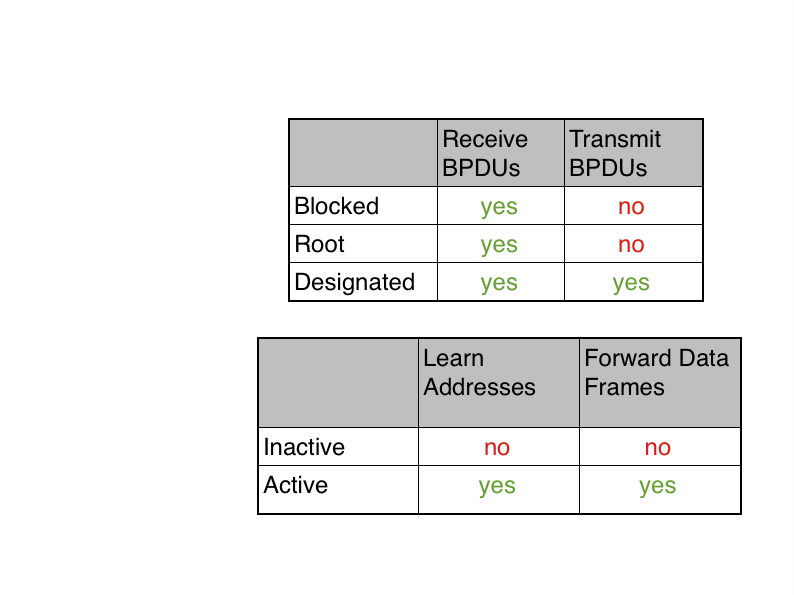 Receive Transmit
BPDUs BPDUs
Blocked yes no
Root yes no
Designated yes yes
Learn Forward Data
Addresses Frames
Inactive no no
Active yes yes